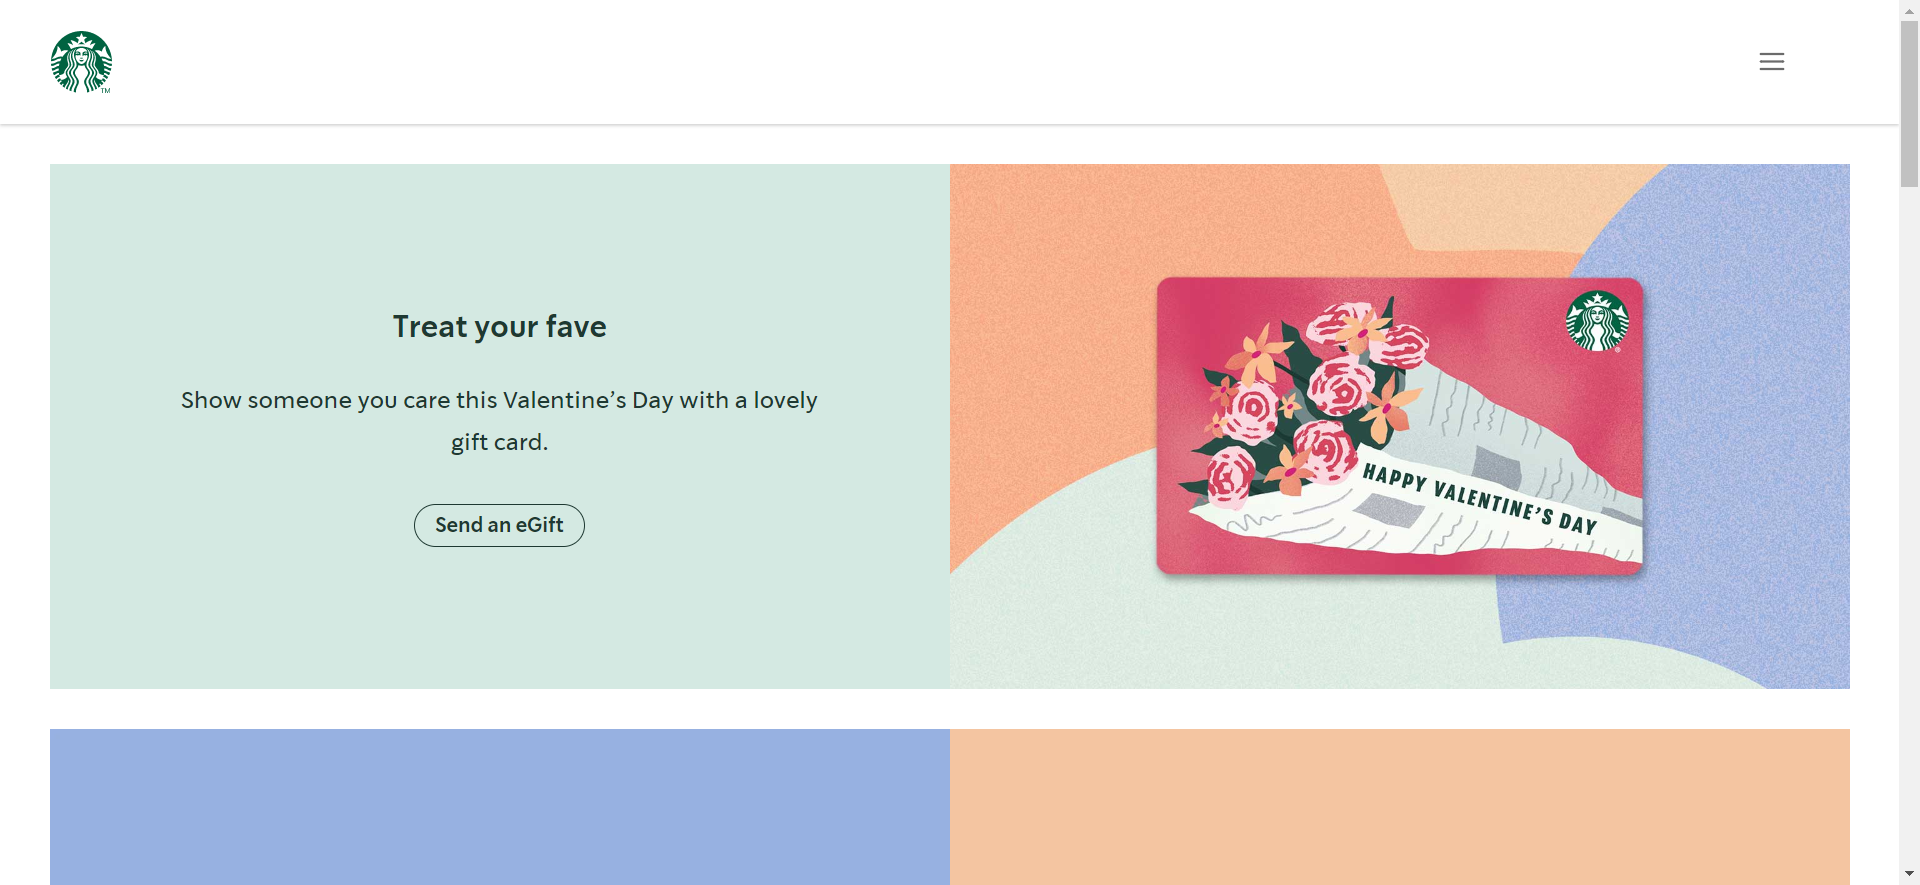 TM
Treat your fave
Show someone you care this Valentine’s Day with a lovely
gift card.
Send an eGift
HAPPY VALENTINE’S DAY
®